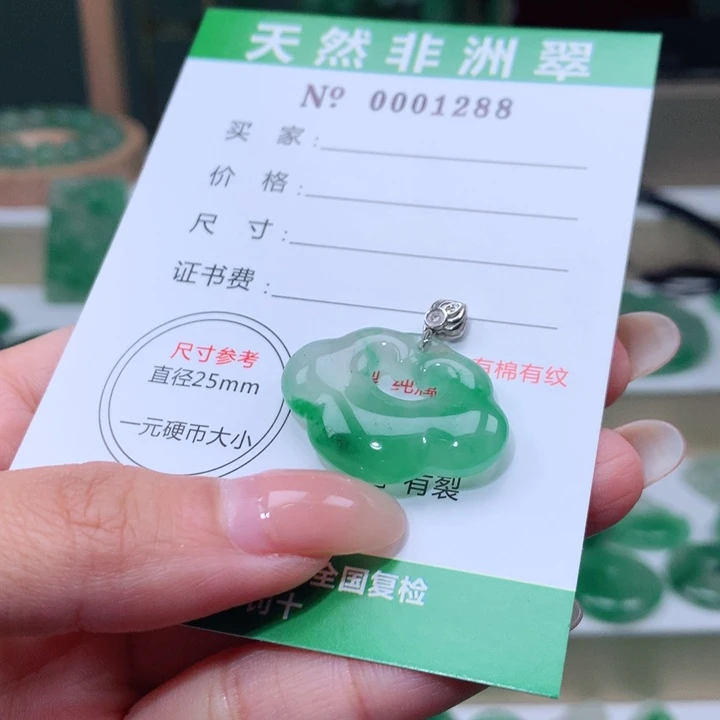 天然非洲翠
Nº 0001288
买 家：
价 格：
尺 寸：
证书费：
尺寸参考
直径25mm
一元硬币大小
有棉有纹
有裂
全国复检
十